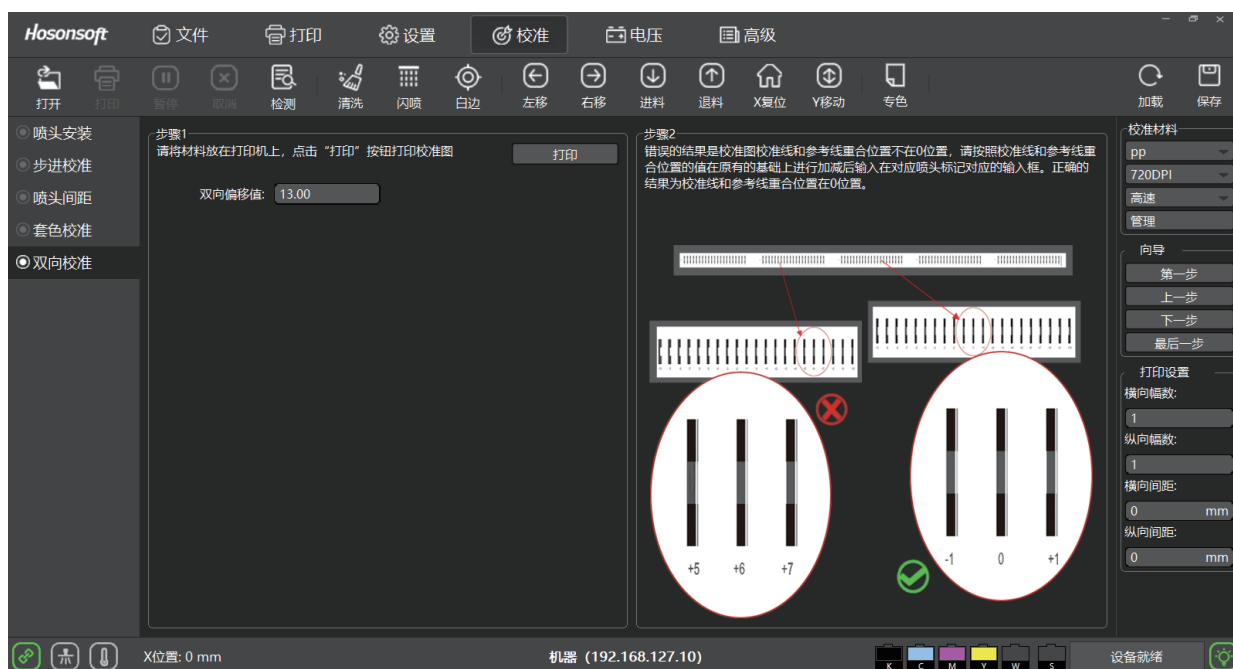 Hosonsoft
文件
打印
设置
校准
电压
高级
打开
打印
暂停
取消
检测
清洗
闪喷
白边
左移
右移
进料
退料
X复位
Y移动
专色
加载
保存
喷头安装
步进校准
喷头间距
套色校准
双向校准
步骤1
请将材料放在打印机上，点击“打印”按钮打印校准图
打印
双向偏移值:
13.00
步骤2
错误的结果是校准图校准线和参考线重合位置不在0位置，请按照校准线和参考线重
合位置的值在原有的基础上进行加减后输入在对应喷头标记对应的输入框。正确的
结果为校准线和参考线重合位置在0位置。
+5 +6 +7
-1 0 +1
校准材料
pp
720DPI
高速
管理
向导
第一步
上一步
下一步
最后一步
打印设置
横向幅数:
1
纵向幅数:
1
横向间距:
0 mm
纵向间距:
0 mm
X位置: 0 mm
机器 (192.168.127.10)
K C M Y W S
设备就绪